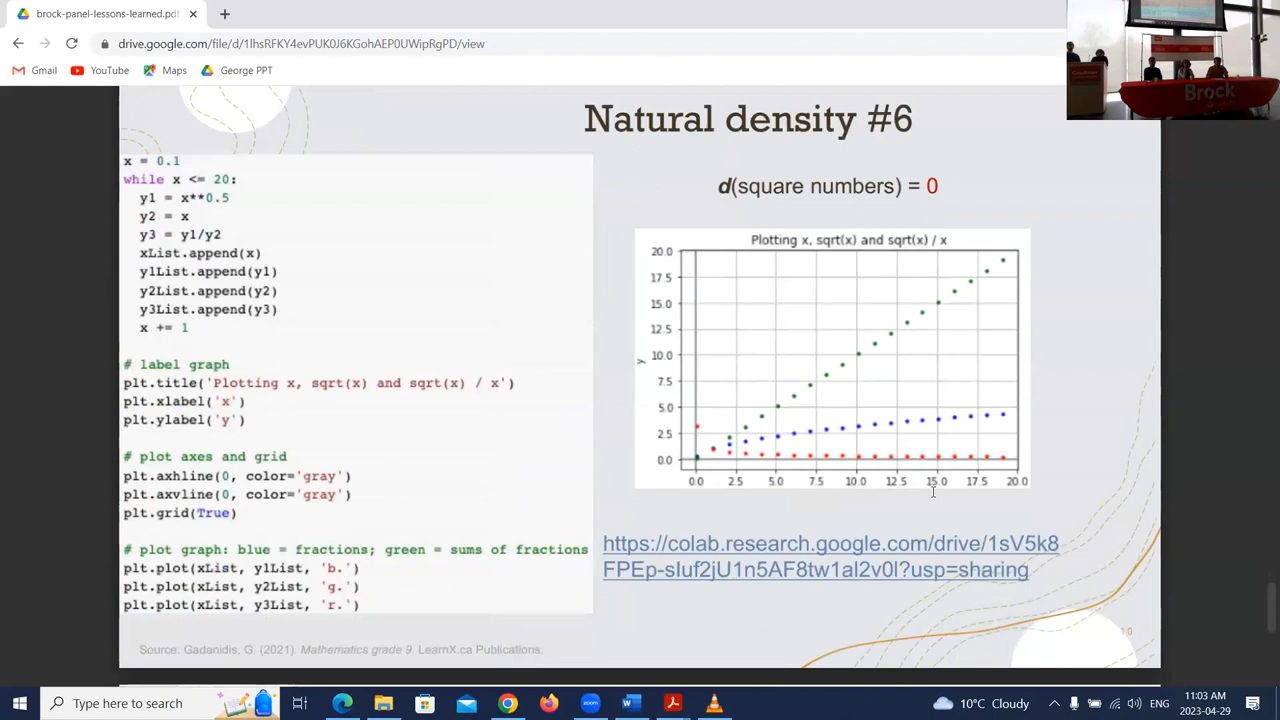 brock-panel-lessons-learned.pdf
drive.google.com/file/d/1lhsRFKY4evPUK0J6KGohAEP0UWipRgPD/view
Gmail YouTube Maps George PPT
Brock
Natural density #6
x = 0.1
while x <= 20:
y1 = x**0.5
y2 = x
y3 = y1/y2
xList.append(x)
y1List.append(y1)
y2List.append(y2)
y3List.append(y3)
x += 1
# label graph
plt.title('Plotting x, sqrt(x) and sqrt(x) / x')
plt.xlabel('x')
plt.ylabel('y')
# plot axes and grid
plt.axhline(0, color='gray')
plt.axvline(0, color='gray')
plt.grid(True)
# plot graph: blue = fractions; green = sums of fractions
plt.plot(xList, y1List, 'b.')
plt.plot(xList, y2List, 'g.')
plt.plot(xList, y3List, 'r.')
d(square numbers) = 0
Plotting x, sqrt(x) and sqrt(x) / x
20.0
17.5
15.0
12.5
10.0
7.5
5.0
2.5
0.0
y
0.0 2.5 5.0 7.5 10.0 12.5 15.0 17.5 20.0
https://colab.research.google.com/drive/1sV5k8
FPEp-sIuf2jU1n5AF8tw1aI2v0l?usp=sharing
Source: Gadanidis, G. (2021) Mathematics grade 9. LearnX.ca Publications.
10
Type here to search
zoom
10°C Cloudy
ENG
11:03 AM
2023-04-29